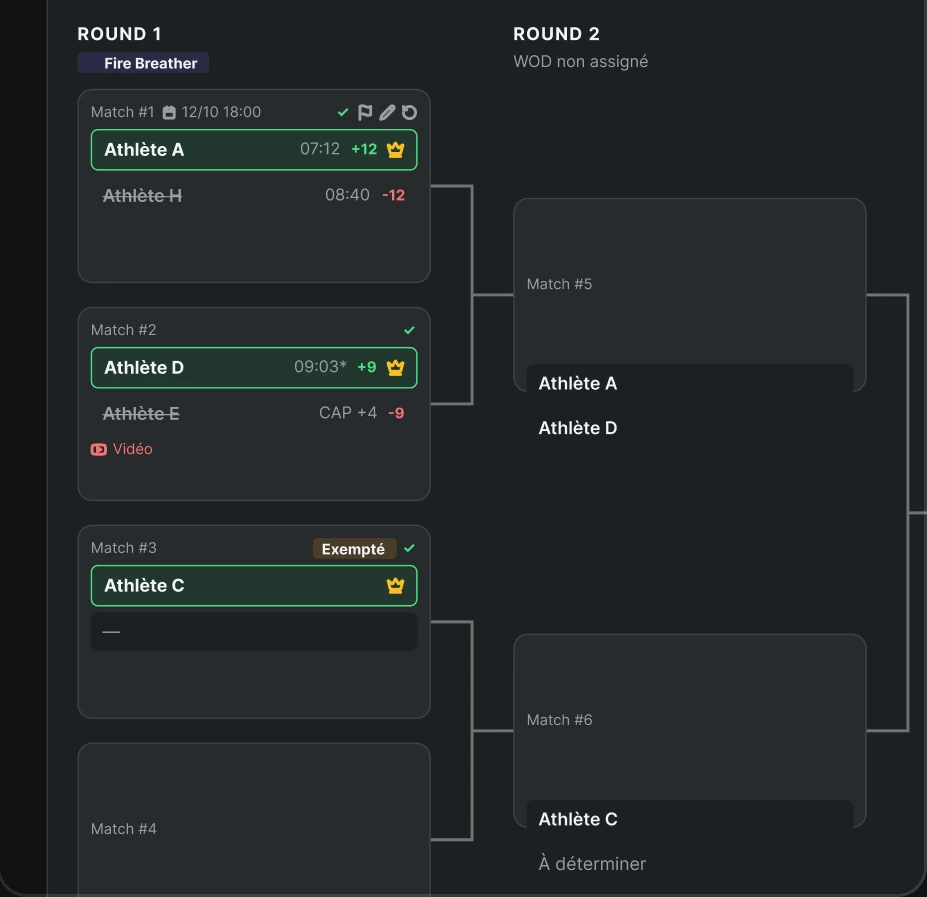 ROUND 1
Fire Breather
Match #1 12/10 18:00
Athlète A 07:12 +12
Athlète H 08:40 -12
Match #2
Athlète D 09:03* +9
Athlète E CAP +4 -9
Vidéo
Match #3 Exempté
Athlète C
—
Match #4
ROUND 2
WOD non assigné
Match #5
Athlète A
Athlète D
Match #6
Athlète C
À déterminer